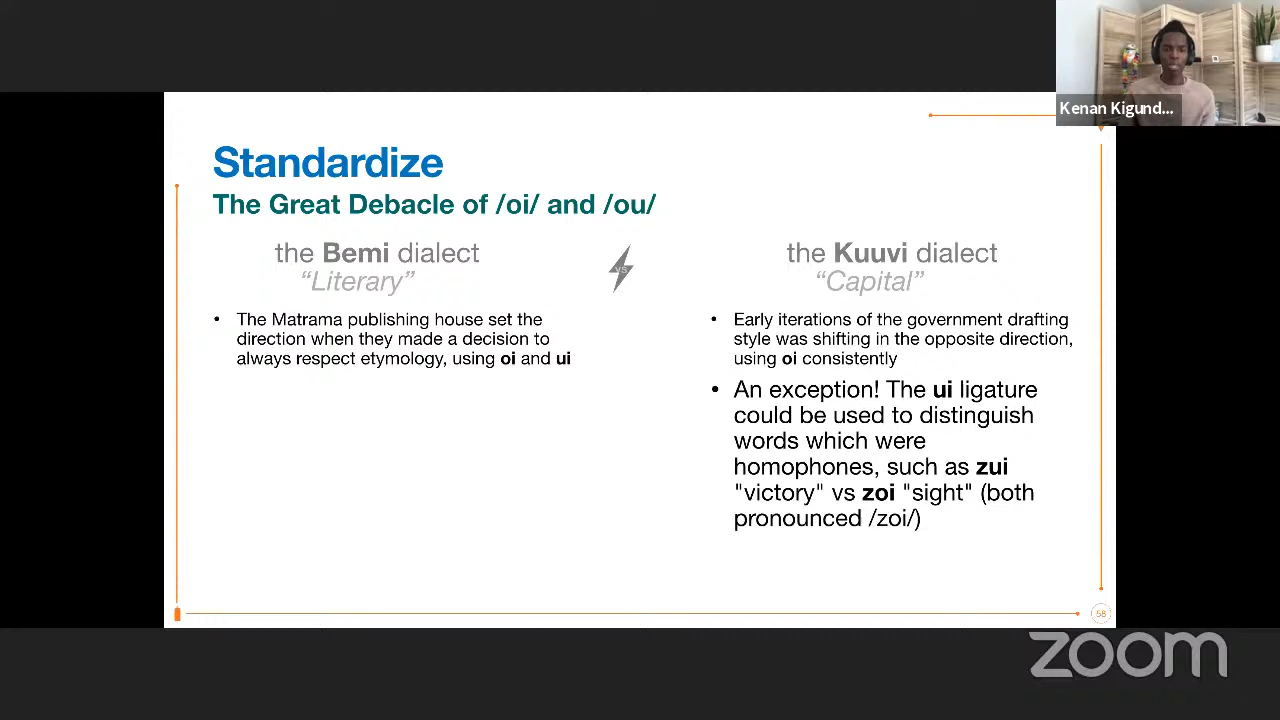 Kenan Kigund...
Standardize
The Great Debacle of /oi/ and /ou/
the Bemi dialect
"Literary"
vs
the Kuuvi dialect
"Capital"
• The Matrama publishing house set the
direction when they made a decision to
always respect etymology, using oi and ui
• Early iterations of the government drafting
style was shifting in the opposite direction,
using oi consistently
• An exception! The ui ligature
could be used to distinguish
words which were
homophones, such as zui
"victory" vs zoi "sight" (both
pronounced /zoi/)
58
zoom